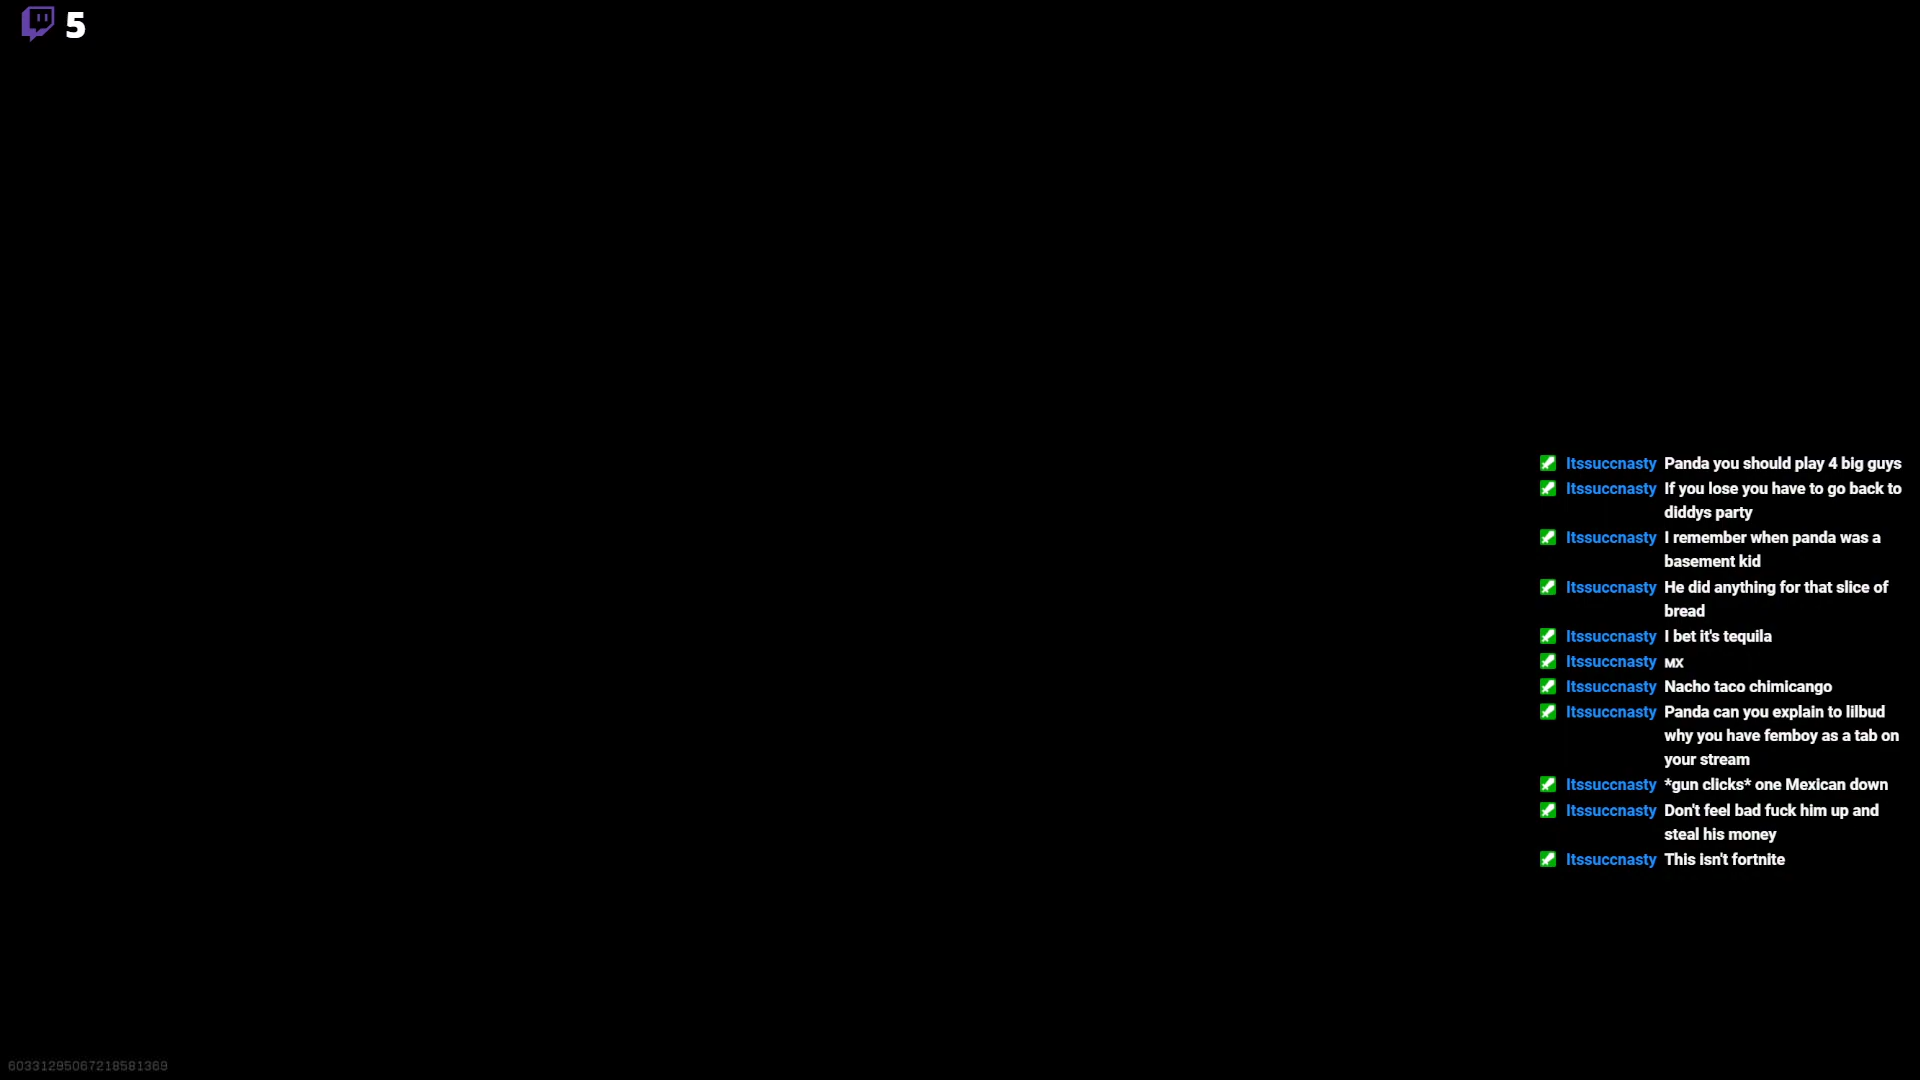 5
Itssuccnasty Panda you should play 4 big guys
Itssuccnasty If you lose you have to go back to
diddys party
Itssuccnasty I remember when panda was a
basement kid
Itssuccnasty He did anything for that slice of
bread
Itssuccnasty I bet it's tequila
Itssuccnasty MX
Itssuccnasty Nacho taco chimicango
Itssuccnasty Panda can you explain to lilbud
why you have femboy as a tab on
your stream
Itssuccnasty *gun clicks* one Mexican down
Itssuccnasty Don't feel bad fuck him up and
steal his money
Itssuccnasty This isn't fortnite
60331295067218581369